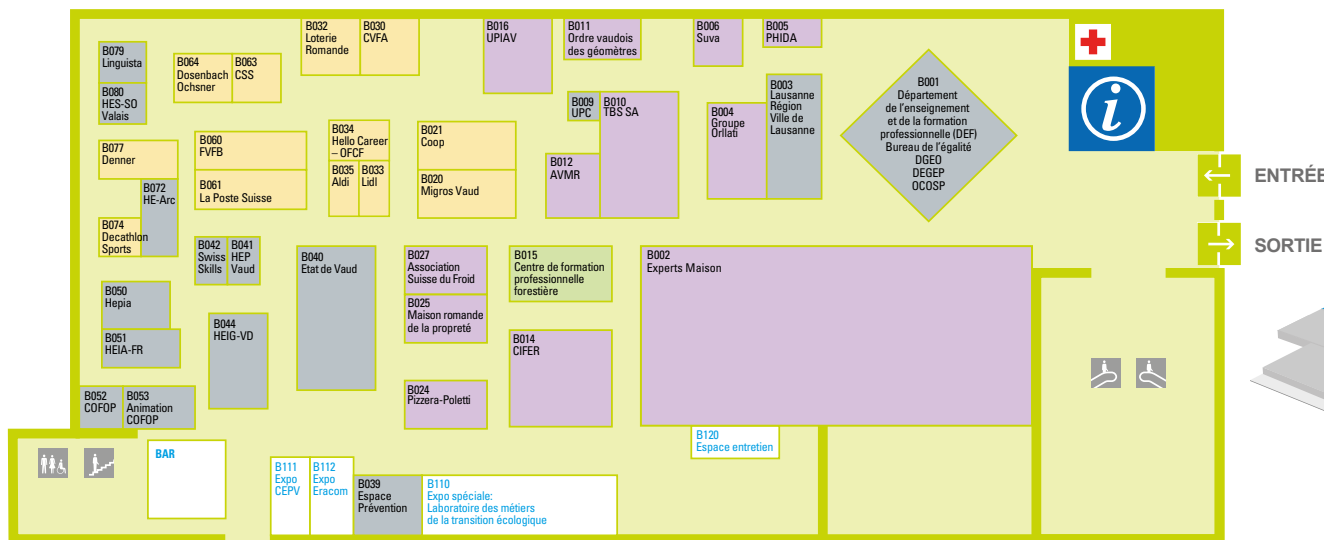 B079
Linguista
B080
HES-SO
Valais
B064
Dosenbach
Ochsner
B063
CSS
B032
Loterie
Romande
B030
CVFA
B016
UPIAV
B011
Ordre vaudois
des géomètres
B006
Suva
B005
PHIDA
B009
UPC
B010
TBS SA
B004
Groupe
Orllati
B003
Lausanne
Région
Ville de
Lausanne
B001
Département
de l'enseignement
et de la formation
professionnelle (DEF)
Bureau de l'égalité
DGEO
DEGEP
OCOSP
i
B077
Denner
B072
HE-Arc
B074
Decathlon
Sports
B060
FVFB
B061
La Poste Suisse
B034
Hello Career
– OFCF
B035
Aldi
B033
Lidl
B021
Coop
B020
Migros Vaud
B012
AVMR
ENTRÉE
SORTIE
B042
Swiss
Skills
B041
HEP
Vaud
B040
Etat de Vaud
B027
Association
Suisse du Froid
B025
Maison romande
de la propreté
B015
Centre de formation
professionnelle
forestière
B002
Experts Maison
B050
Hepia
B051
HEIA-FR
B044
HEIG-VD
B014
CIFER
B024
Pizzera-Poletti
B052
COFOP
B053
Animation
COFOP
BAR
B111
Expo
CEPV
B112
Expo
Eracom
B039
Espace
Prévention
B110
Expo spéciale:
Laboratoire des métiers
de la transition écologique
B120
Espace entretien